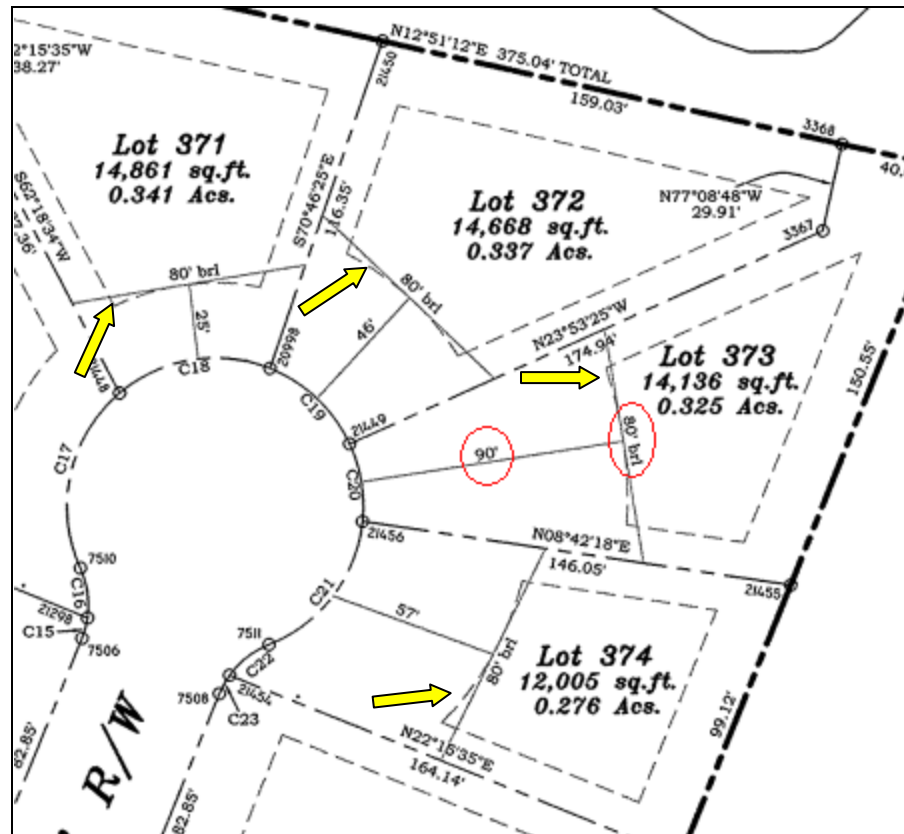 N12°51'12"E 375.04' TOTAL
159.03'
3368
40.
2°15'35"W
38.27'
21450
Lot 371
14,861 sq.ft.
0.341 Acs.
S70°46'25"E
116.35'
Lot 372
14,668 sq.ft.
0.337 Acs.
N77°08'48"W
29.91'
3367
S62°18'34"W
7.36'
80' brl
25'
80' brl
46'
N23°53'25"W
174.94'
Lot 373
14,136 sq.ft.
0.325 Acs.
150.55'
20998
21448
C18
C19
C17
21449
90'
80' brl
C20
21456
N08°42'18"E
146.05'
21455
7510
C16
21298
C15
7506
C21
57'
80' brl
7511
C22
7508
21454
C23
Lot 374
12,005 sq.ft.
0.276 Acs.
N22°15'35"E
164.14'
99.12'
82.85'
R/W
82.85'